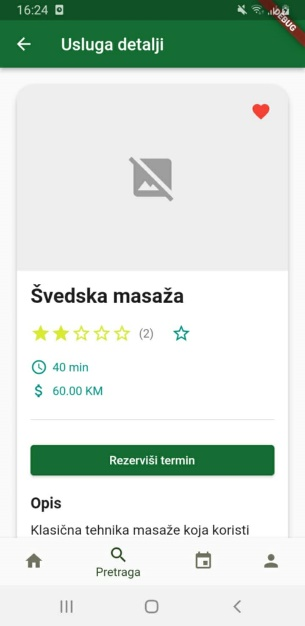 16:24
DEBUG
Usluga detalji
Švedska masaža
(2)
40 min
$ 60.00 KM
Rezerviši termin
Opis
Klasična tehnika masaže koja koristi
Pretraga